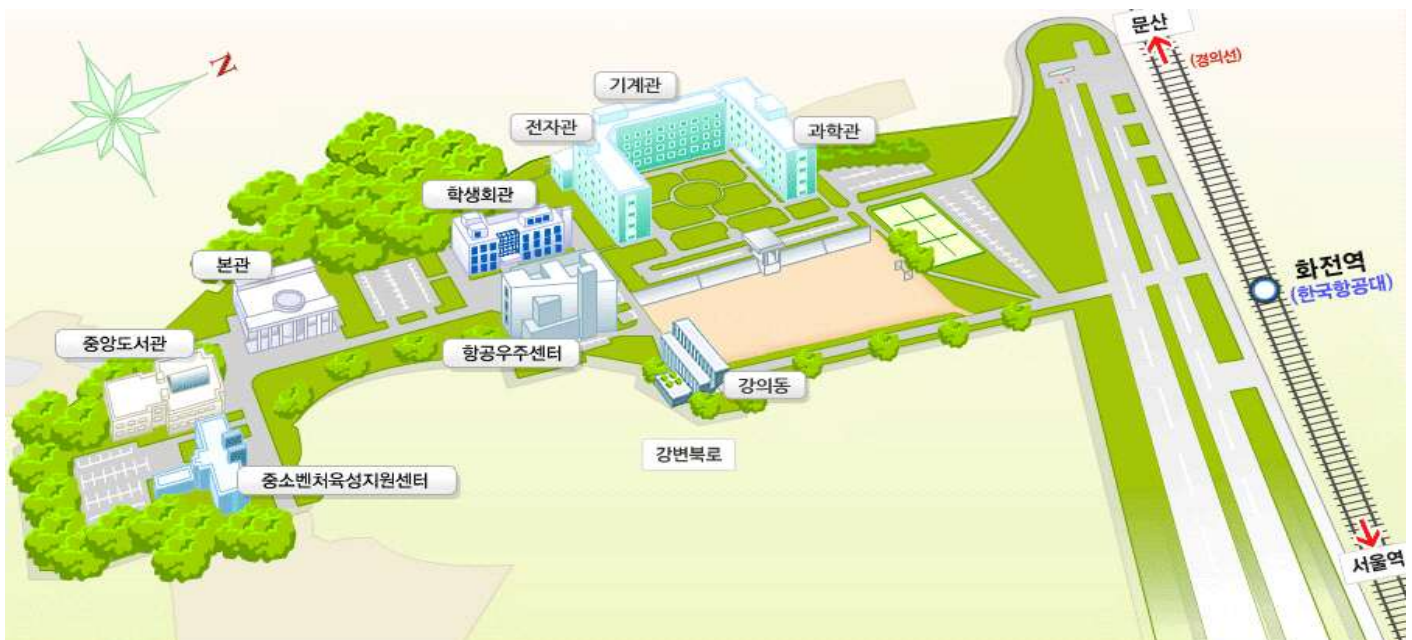 문산
(경의선)
N
기계관
전자관
과학관
학생회관
본관
화전역
(한국항공대)
중앙도서관
항공우주센터
강의동
강변북로
중소벤처육성지원센터
서울역